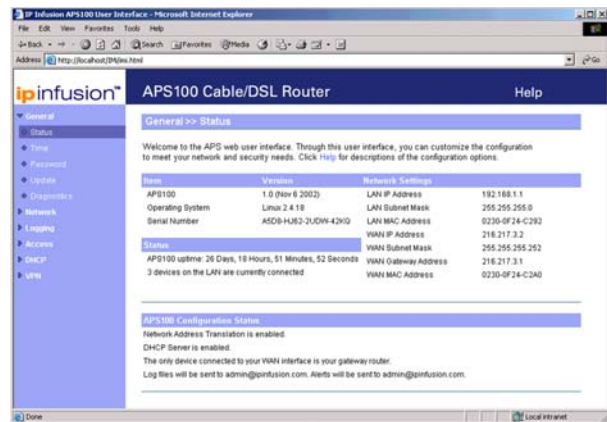 IP Infusion APS100 User Interface - Microsoft Internet Explorer
File Edit View Favorites Tools Help
Back Search Favorites Media
Address http://localhost/IM/ini.html Go
ipinfusion™
APS100 Cable/DSL Router Help
General
Status
Time
Password
Update
Diagnostics
Network
Logging
Access
DHCP
VPN
General >> Status
Welcome to the APS web user interface. Through this user interface, you can customize the configuration
to meet your network and security needs. Click Help for descriptions of the configuration options.
Item Version
APS100 1.0 (Nov 6 2002)
Operating System Linux 2.4.18
Serial Number A5D8-HJ62-2UDW-42KG
Status
APS100 uptime: 26 Days, 18 Hours, 51 Minutes, 52 Seconds
3 devices on the LAN are currently connected
Network Settings
LAN IP Address 192.168.1.1
LAN Subnet Mask 255.255.255.0
LAN MAC Address 0230-0F24-C292
WAN IP Address 216.217.3.2
WAN Subnet Mask 255.255.255.252
WAN Gateway Address 216.217.3.1
WAN MAC Address 0230-0F24-C2A0
APS100 Configuration Status
Network Address Translation is enabled.
DHCP Server is enabled.
The only device connected to your WAN interface is your gateway router.
Log files will be sent to admin@ipinfusion.com. Alerts will be sent to admin@ipinfusion.com.
Done Local intranet